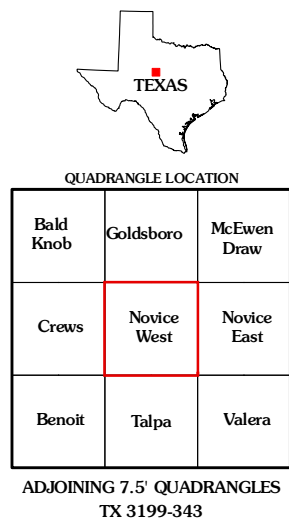 TEXAS
QUADRANGLE LOCATION
Bald
Knob
Goldsboro
McEwen
Draw
Crews
Novice
West
Novice
East
Benoit
Talpa
Valera
ADJOINING 7.5' QUADRANGLES
TX 3199-343